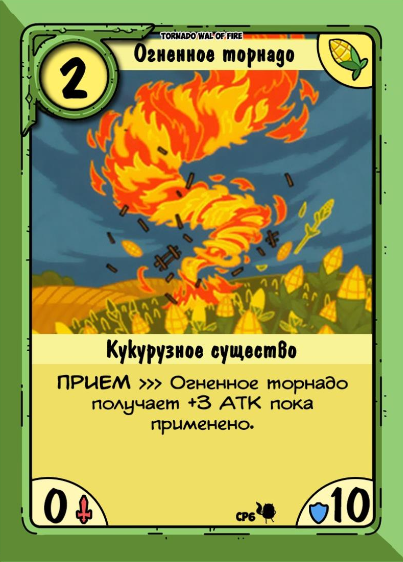 TORNADO WAL OF FIRE
2
Огненное торнадо
Кукурузное существо
ПРИЕМ >>> Огненное торнадо
получает +3 АТК пока
применено.
0
СР6
10